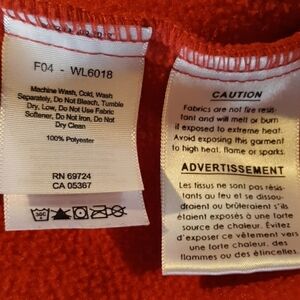 F04 - WL6018
Machine Wash, Cold, Wash
Separately, Do Not Bleach, Tumble
Dry, Low, Do Not Use Fabric
Softener, Do Not Iron, Do Not
Dry Clean
100% Polyester
RN 69724
CA 05367
CAUTION
Fabrics are not fire resis-
tant and will melt or burn
if exposed to extreme heat.
Avoid exposing this garment
to high heat, flame or sparks.
ADVERTISSEMENT
Les tissus ne sont pas résis-
tants au feu et se dissou-
draient ou brûleraient s'ils
étaient exposés à une forte
source de chaleur. Évitez
d'exposer ce vêtement vers
une forte chaleur, des
flammes ou des étincelles